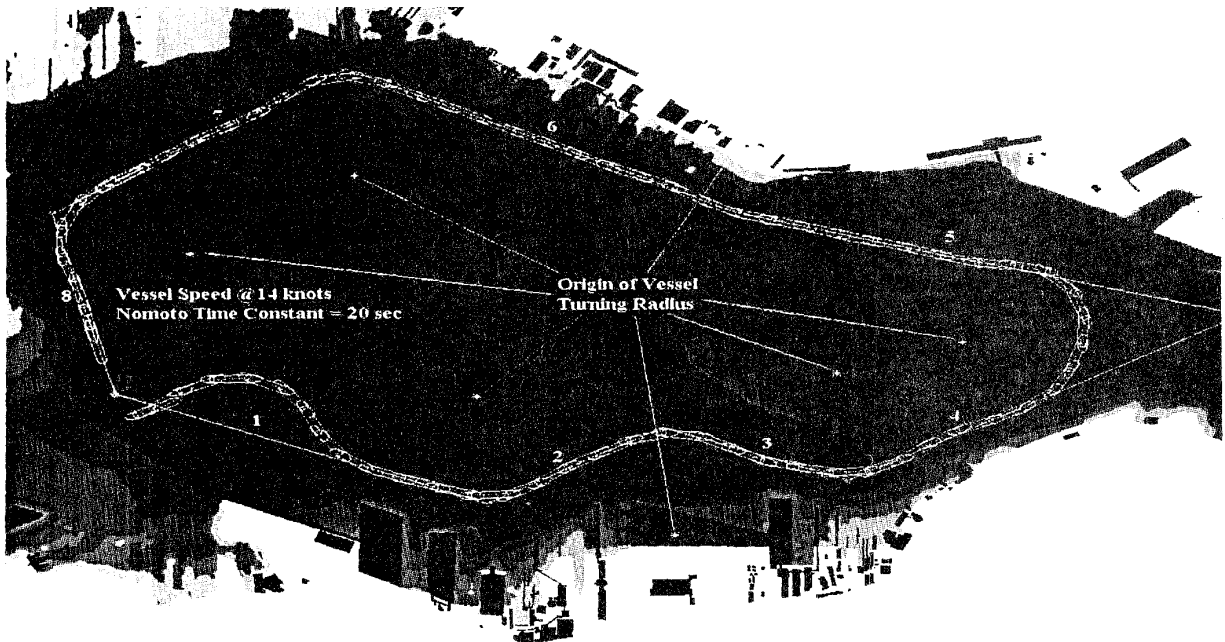 7
6
5
Origin of Vessel
Turning Radius
8
Vessel Speed @ 14 knots
Nomoto Time Constant = 20 sec
1
2
3
4